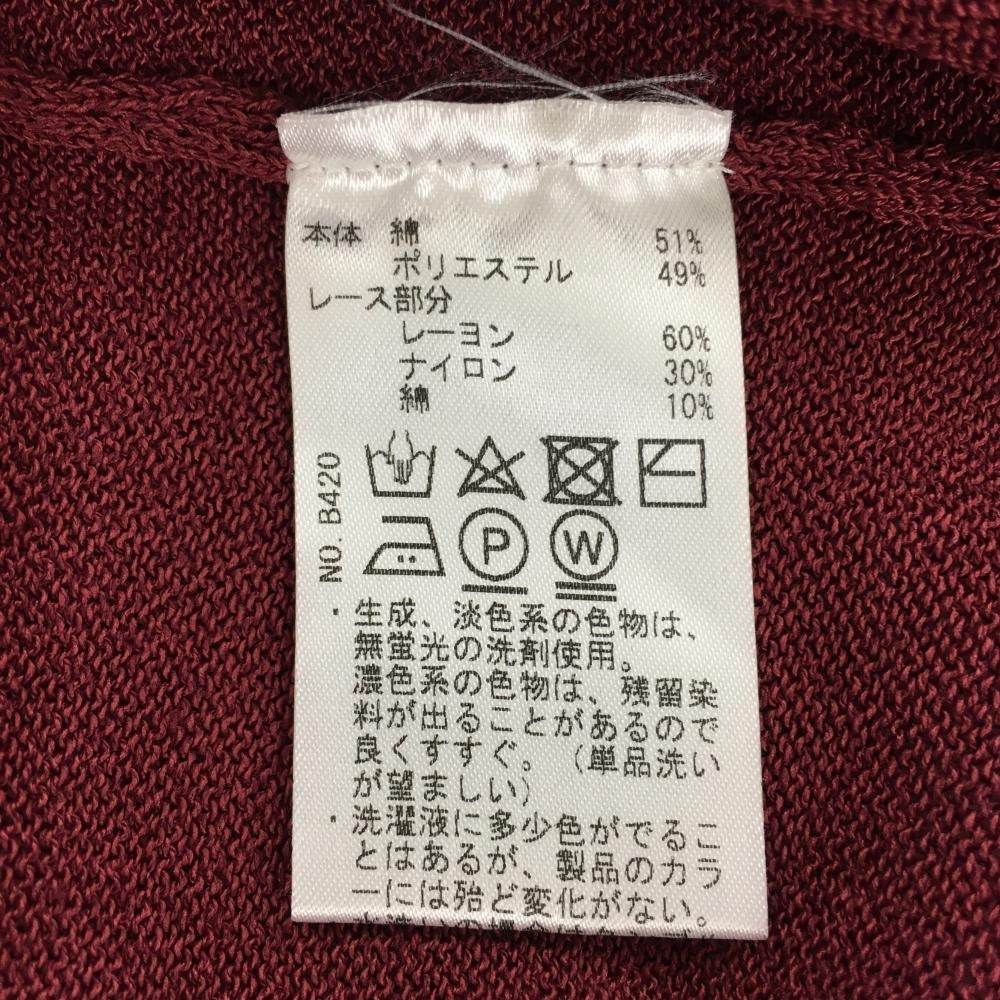 本体 綿 51%
ポリエステル 49%
レース部分
レーヨン 60%
ナイロン 30%
綿 10%
NO. B420
P
W
・生成、淡色系の色物は、
無蛍光の洗剤使用。
濃色系の色物は、残留染
料が出ることがあるので
良くすすぐ。（単品洗い
が望ましい）
・洗濯液に多少色がでるこ
とはあるが、製品のカラ
ーには殆ど変化がない。